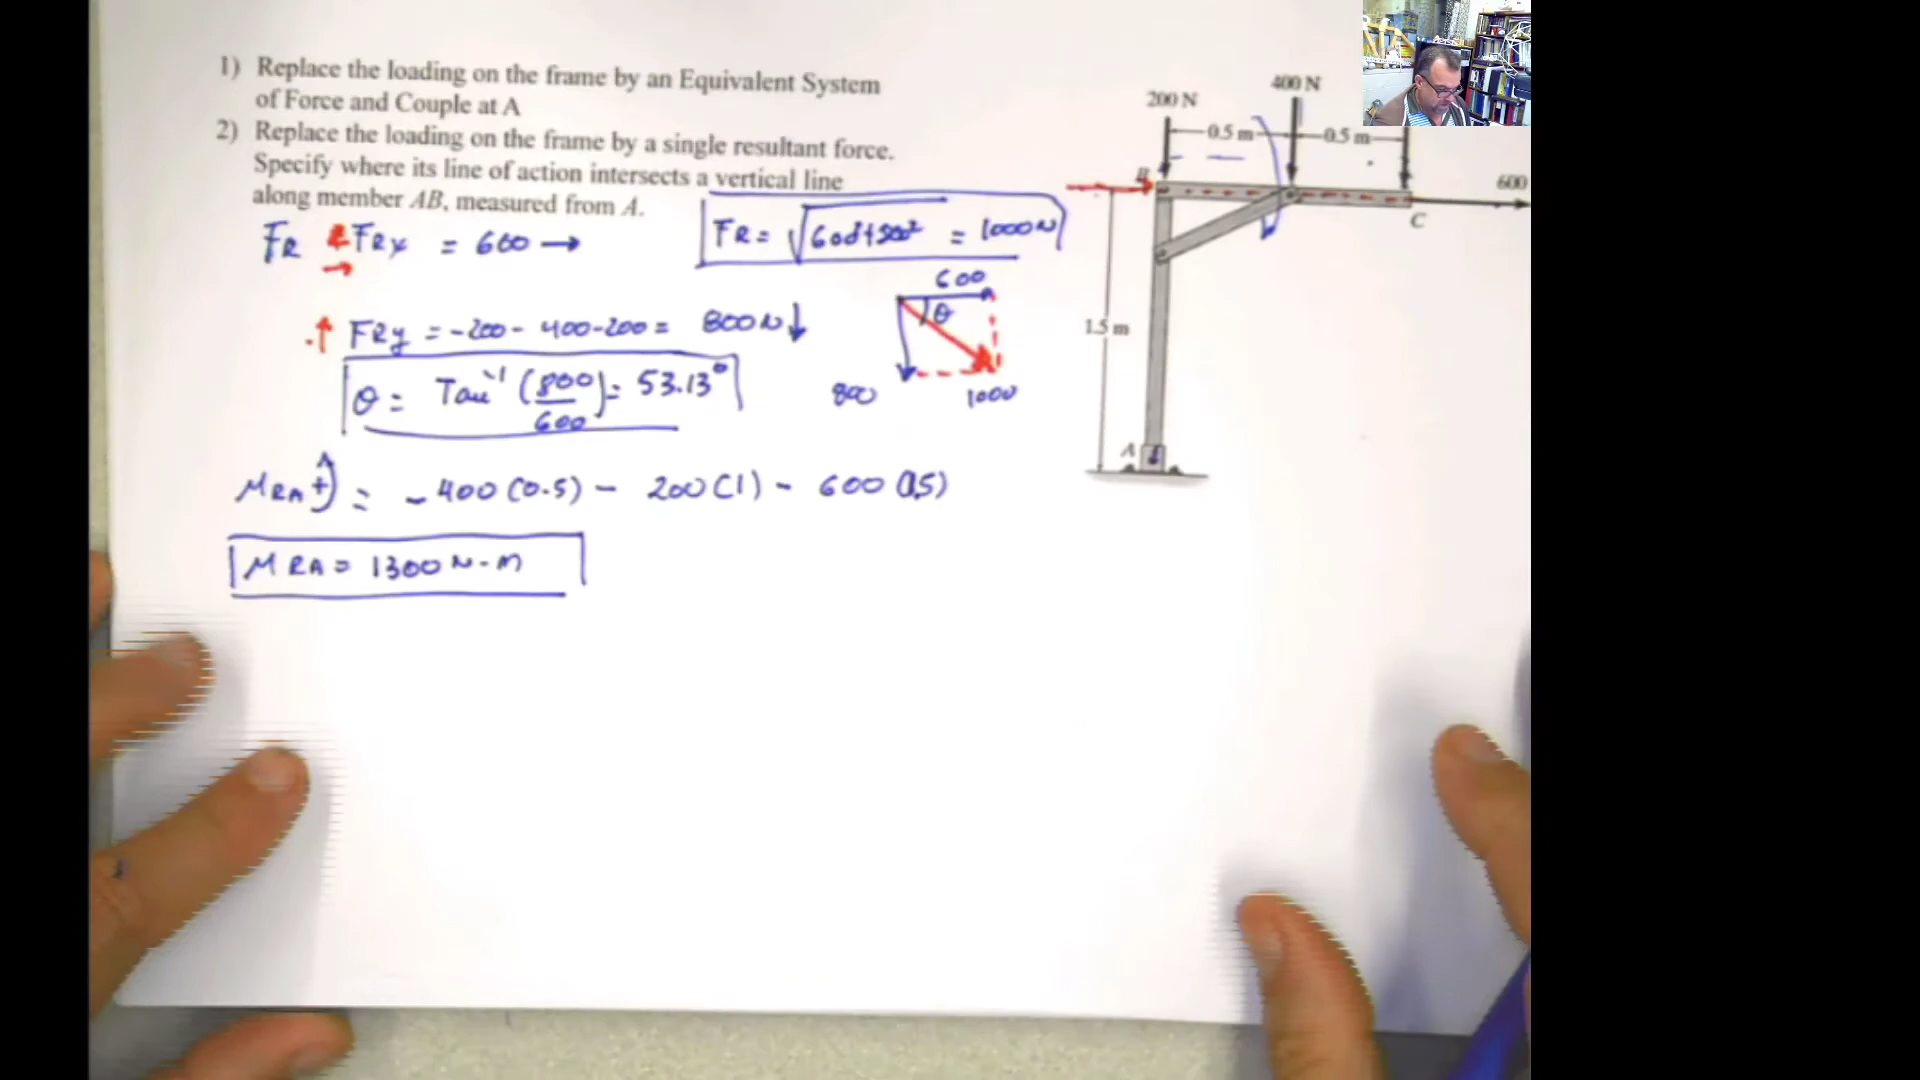 1) Replace the loading on the frame by an Equivalent System
of Force and Couple at A
2) Replace the loading on the frame by a single resultant force.
Specify where its line of action intersects a vertical line
along member AB, measured from A.
FR FRx = 600 →
FR = √600²+800² = 1000N
↑ FRy = -200 - 400 - 200 = 800N ↓
θ = Tan⁻¹ (800/600) = 53.13°
600
θ
800
1000
MRA + = - 400 (0.5) - 200 (1) - 600 (1.5)
MRA = 1300 N-m
200 N
400 N
0.5 m
0.5 m
B
600
C
1.5 m
A